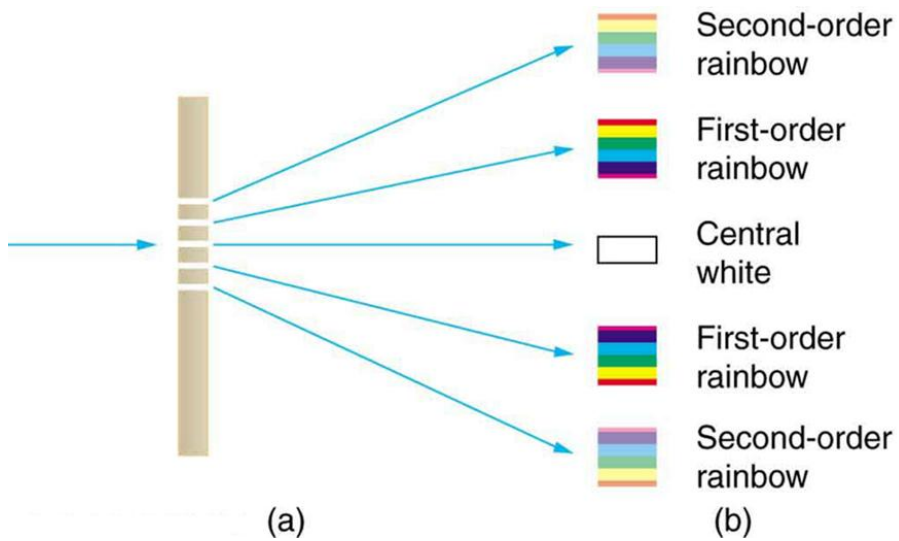 Second-order
rainbow
First-order
rainbow
Central
white
First-order
rainbow
Second-order
rainbow
(a)
(b)